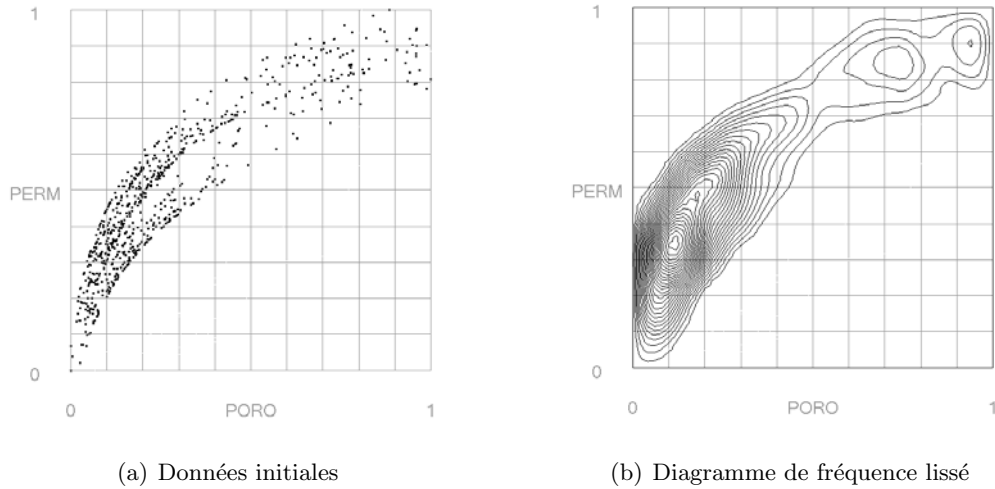 1
PERM
0
0
PORO
1
(a) Données initiales
1
PERM
0
0
PORO
1
(b) Diagramme de fréquence lissé